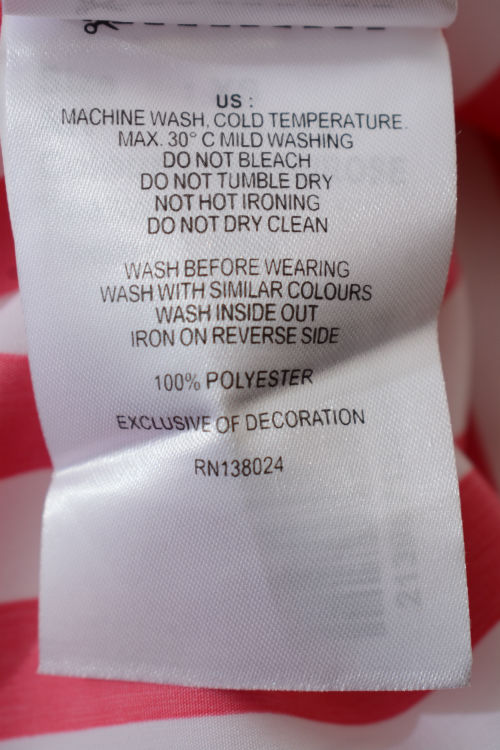 US :
MACHINE WASH, COLD TEMPERATURE.
MAX. 30° C MILD WASHING
DO NOT BLEACH
DO NOT TUMBLE DRY
NOT HOT IRONING
DO NOT DRY CLEAN
WASH BEFORE WEARING
WASH WITH SIMILAR COLOURS
WASH INSIDE OUT
IRON ON REVERSE SIDE
100% POLYESTER
EXCLUSIVE OF DECORATION
RN138024